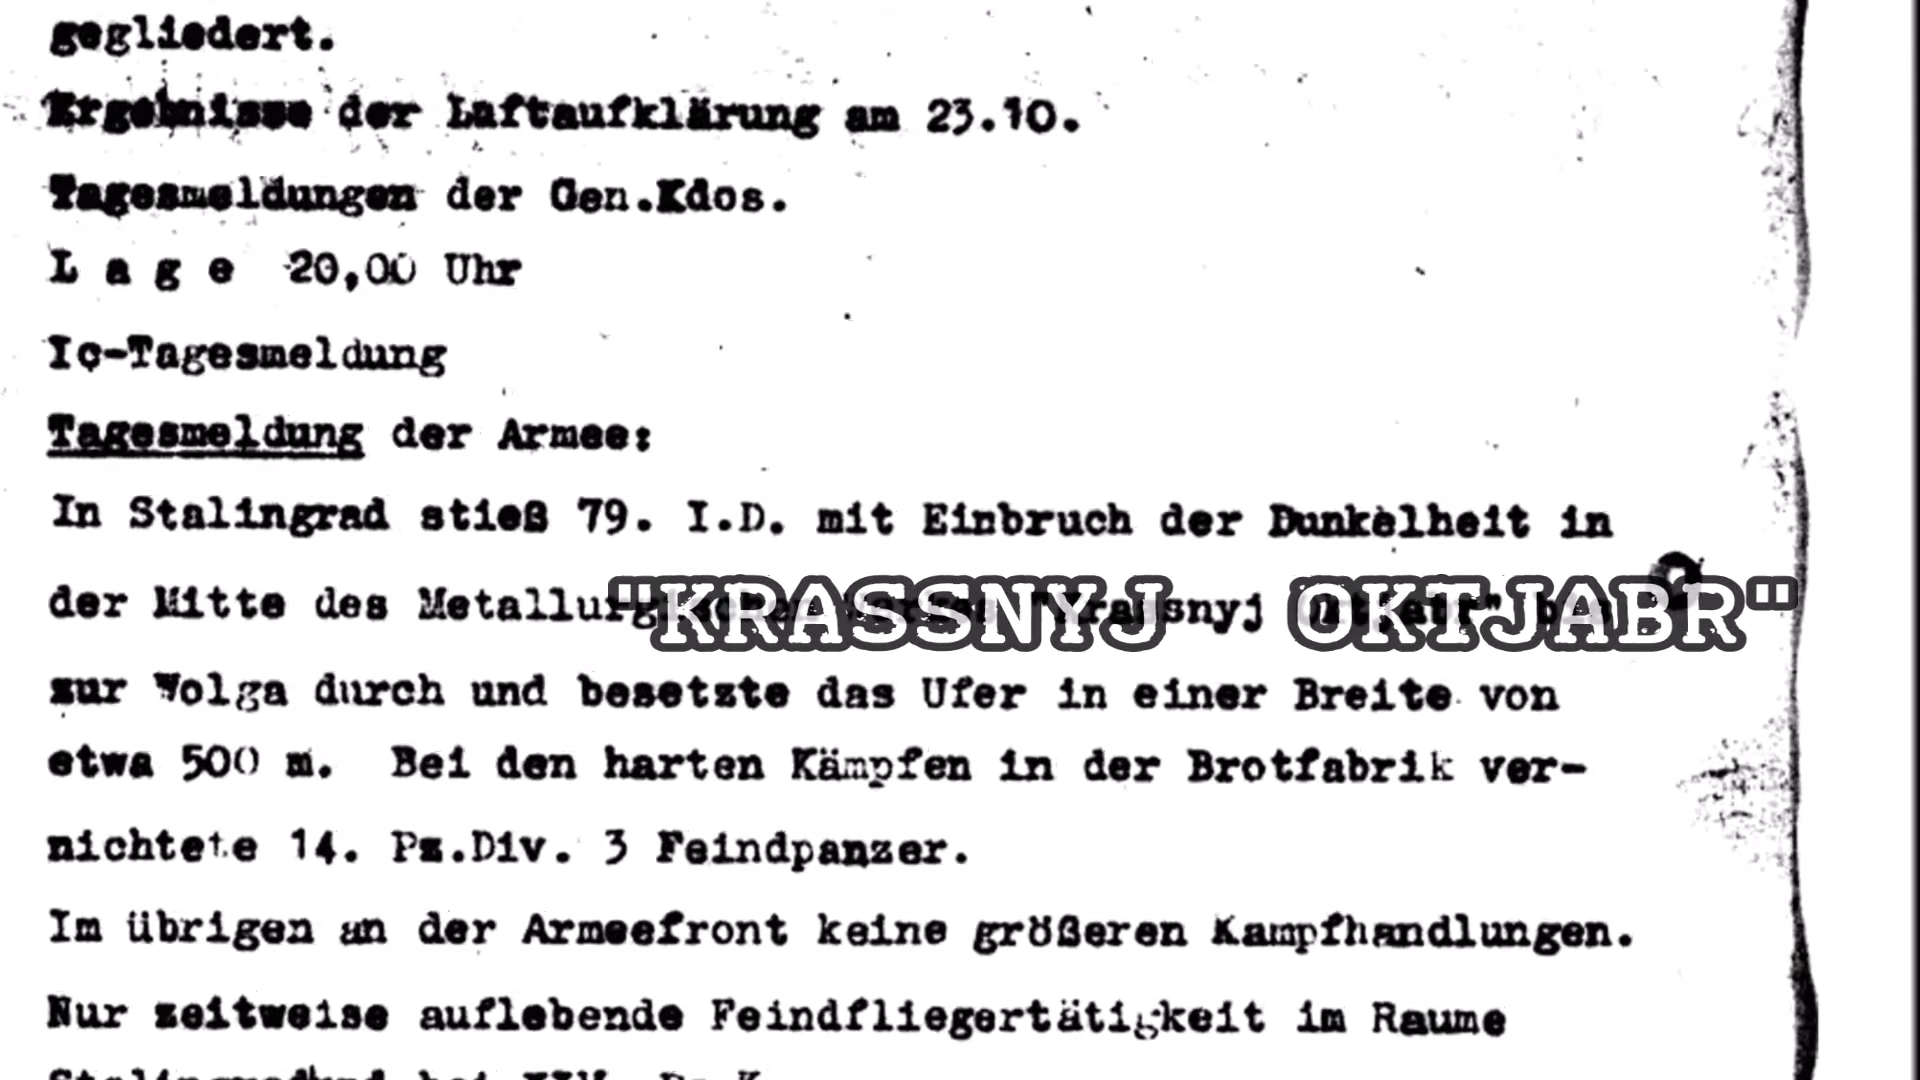 gegliedert.
Ergebnisse der Luftaufklärung am 23.10.
Tagesmeldungen der Gen.Kdos.
L a g e 20,00 Uhr
Ic-Tagesmeldung
Tagesmeldung der Armee:
In Stalingrad stieß 79. I.D. mit Einbruch der Dunkelheit in
der Mitte des "Krassnyj
"KRASSNYJ OKTJABR"
zur Wolga durch und besetzte das Ufer in einer Breite von
etwa 500 m. Bei den harten Kämpfen in der Brotfabrik ver-
nichtete 14. Pz.Div. 3 Feindpanzer.
Im übrigen an der Armeefront keine größeren Kampfhandlungen.
Nur zeitweise auflebende Feindfliegertätigkeit im Raume